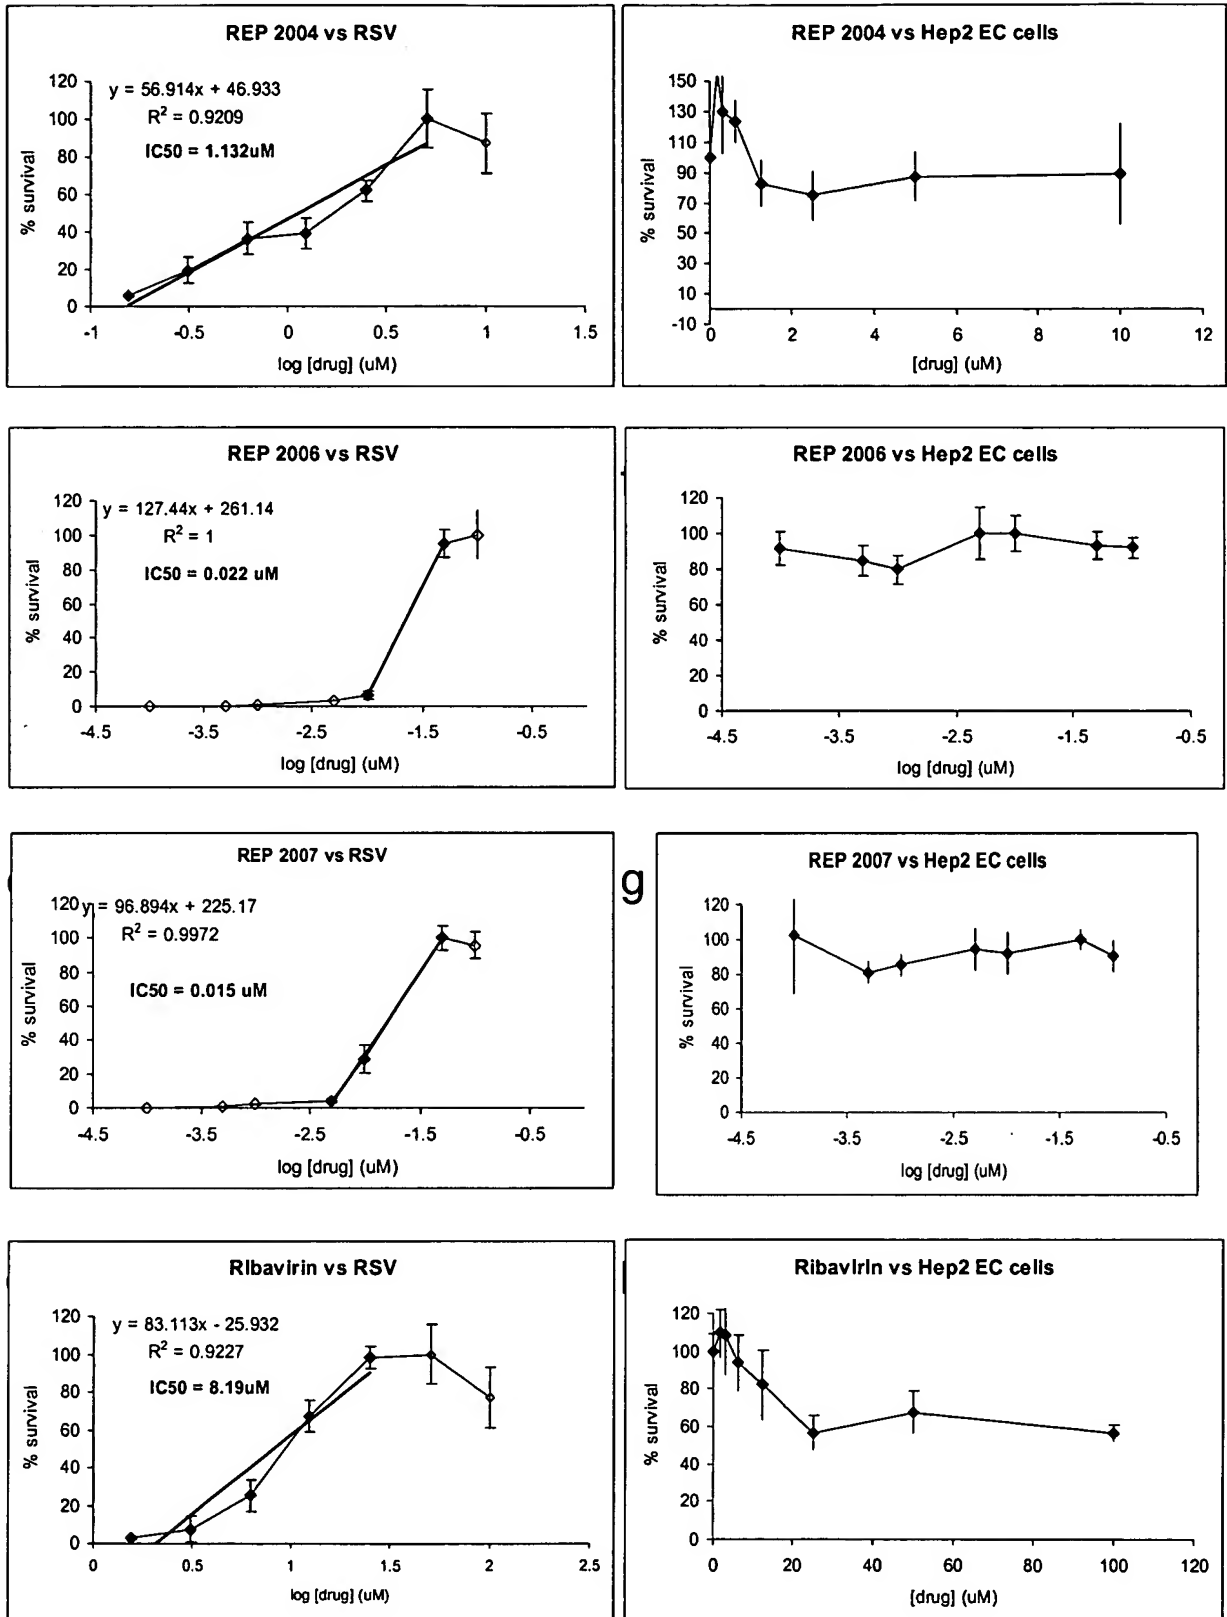 REP 2004 vs RSV
y = 56.914x + 46.933
R² = 0.9209
IC50 = 1.132uM
120
100
80
60
40
20
0
% survival
-1
-0.5
0
0.5
1
1.5
log [drug] (uM)
REP 2004 vs Hep2 EC cells
150
130
110
90
70
50
30
10
-10
% survival
0
2
4
6
8
10
12
[drug] (uM)
REP 2006 vs RSV
y = 127.44x + 261.14
R² = 1
IC50 = 0.022 uM
120
100
80
60
40
20
0
% survival
-4.5
-3.5
-2.5
-1.5
-0.5
log [drug] (uM)
REP 2006 vs Hep2 EC cells
120
100
80
60
40
20
0
% survival
-4.5
-3.5
-2.5
-1.5
-0.5
log [drug] (uM)
REP 2007 vs RSV
y = 96.894x + 225.17
R² = 0.9972
IC50 = 0.015 uM
120
100
80
60
40
20
0
% survival
-4.5
-3.5
-2.5
-1.5
-0.5
log [drug] (uM)
g
REP 2007 vs Hep2 EC cells
120
100
80
60
40
20
0
% survival
-4.5
-3.5
-2.5
-1.5
-0.5
log [drug] (uM)
Ribavirin vs RSV
y = 83.113x - 25.932
R² = 0.9227
IC50 = 8.19uM
120
100
80
60
40
20
0
% survival
0
0.5
1
1.5
2
2.5
log [drug] (uM)
Ribavirin vs Hep2 EC cells
120
100
80
60
40
20
0
% survival
0
20
40
60
80
100
120
[drug] (uM)